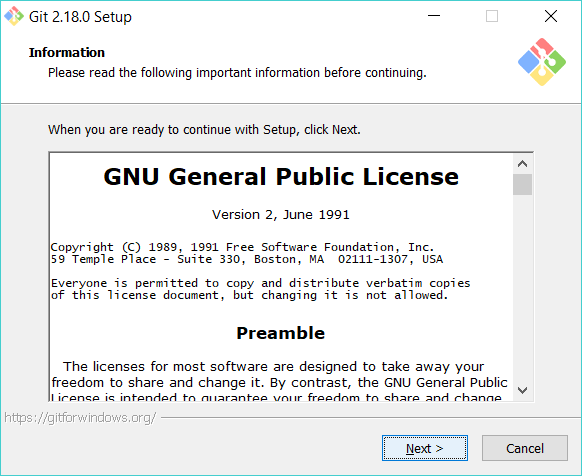 Git 2.18.0 Setup
Information
Please read the following important information before continuing.
When you are ready to continue with Setup, click Next.
GNU General Public License
Version 2, June 1991
Copyright (C) 1989, 1991 Free Software Foundation, Inc.
59 Temple Place - Suite 330, Boston, MA  02111-1307, USA
Everyone is permitted to copy and distribute verbatim copies
of this license document, but changing it is not allowed.
Preamble
The licenses for most software are designed to take away your
freedom to share and change it. By contrast, the GNU General Public
License is intended to guarantee your freedom to share and change
https://gitforwindows.org/
Next >
Cancel